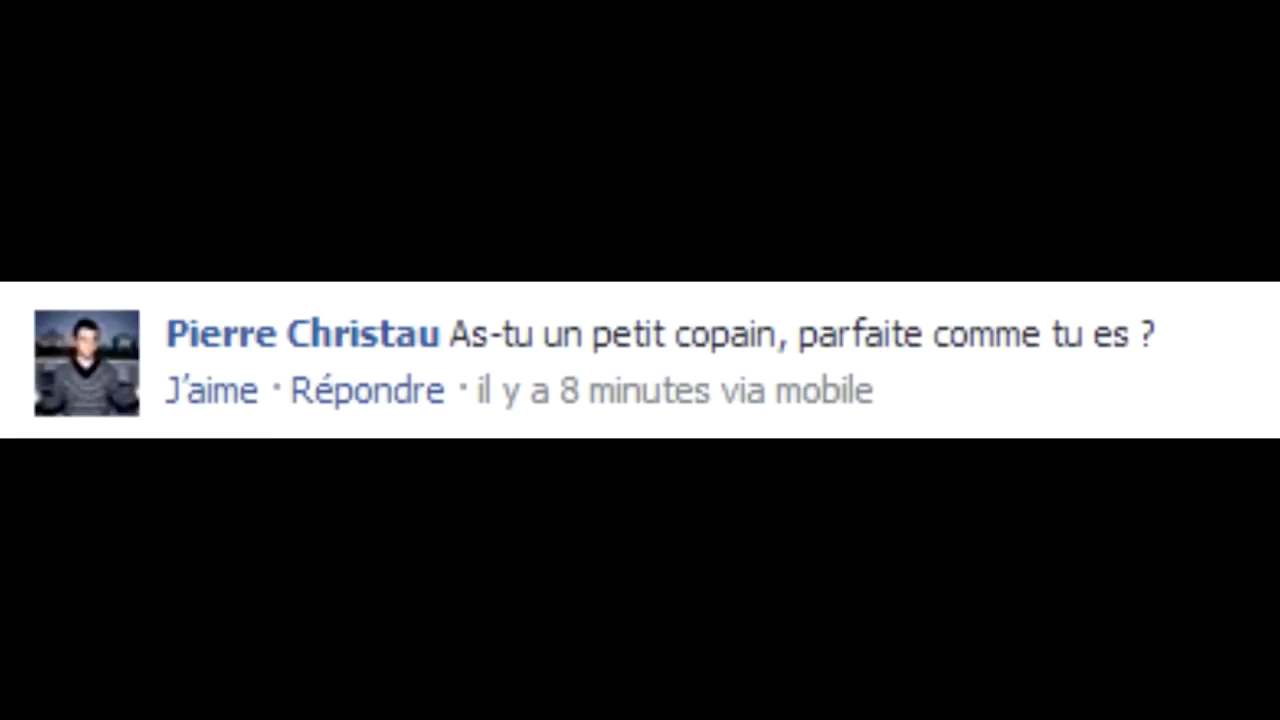 Pierre Christau As-tu un petit copain, parfaite comme tu es ?
J'aime · Répondre · il y a 8 minutes via mobile